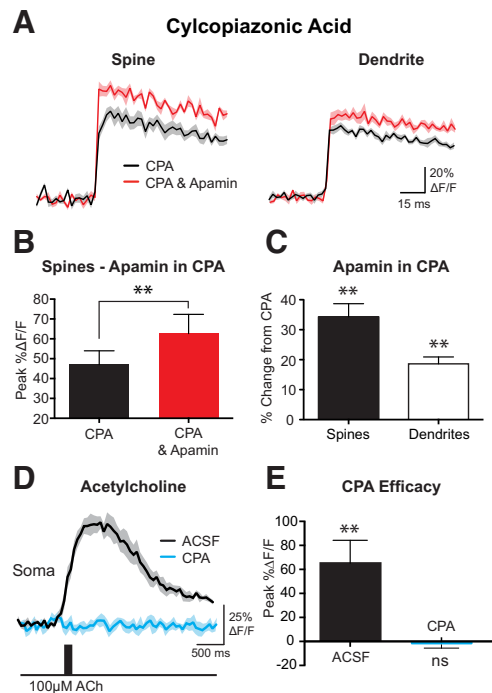 A
Cylcopiazonic Acid
Spine
Dendrite
CPA
CPA & Apamin
20%
ΔF/F
15 ms
B
Spines - Apamin in CPA
**
Peak %ΔF/F
80
70
60
50
40
30
20
CPA
CPA
& Apamin
C
Apamin in CPA
% Change from CPA
40
30
20
10
0
**
**
Spines
Dendrites
D
Acetylcholine
ACSF
CPA
Soma
25%
ΔF/F
500 ms
100µM ACh
E
CPA Efficacy
Peak %ΔF/F
100
80
60
40
20
0
-20
**
CPA
ACSF
ns